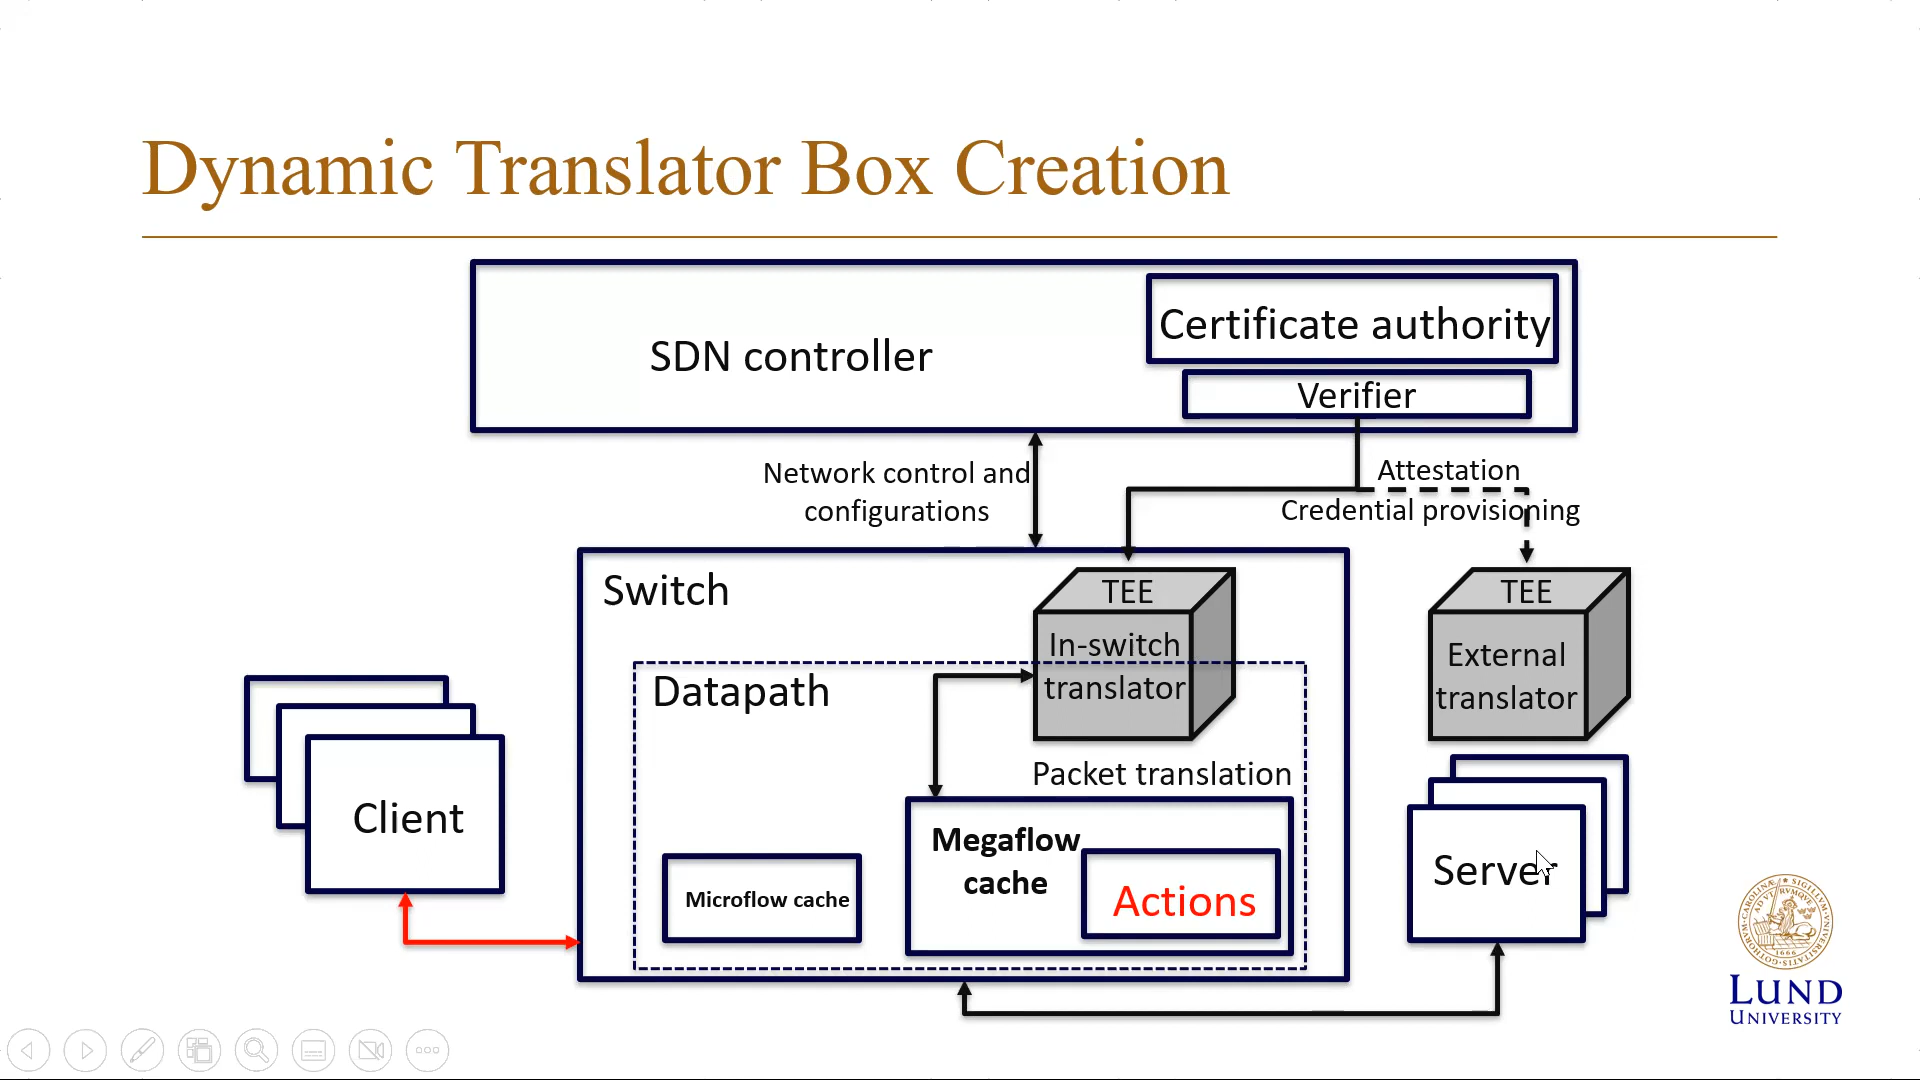 Dynamic Translator Box Creation
Certificate authority
SDN controller
Verifier
Network control and
configurations
Attestation
Credential provisioning
Switch
TEE
In-switch
translator
TEE
External
translator
Datapath
Packet translation
Client
Megaflow
cache
Actions
Microflow cache
Server
LUND
UNIVERSITY